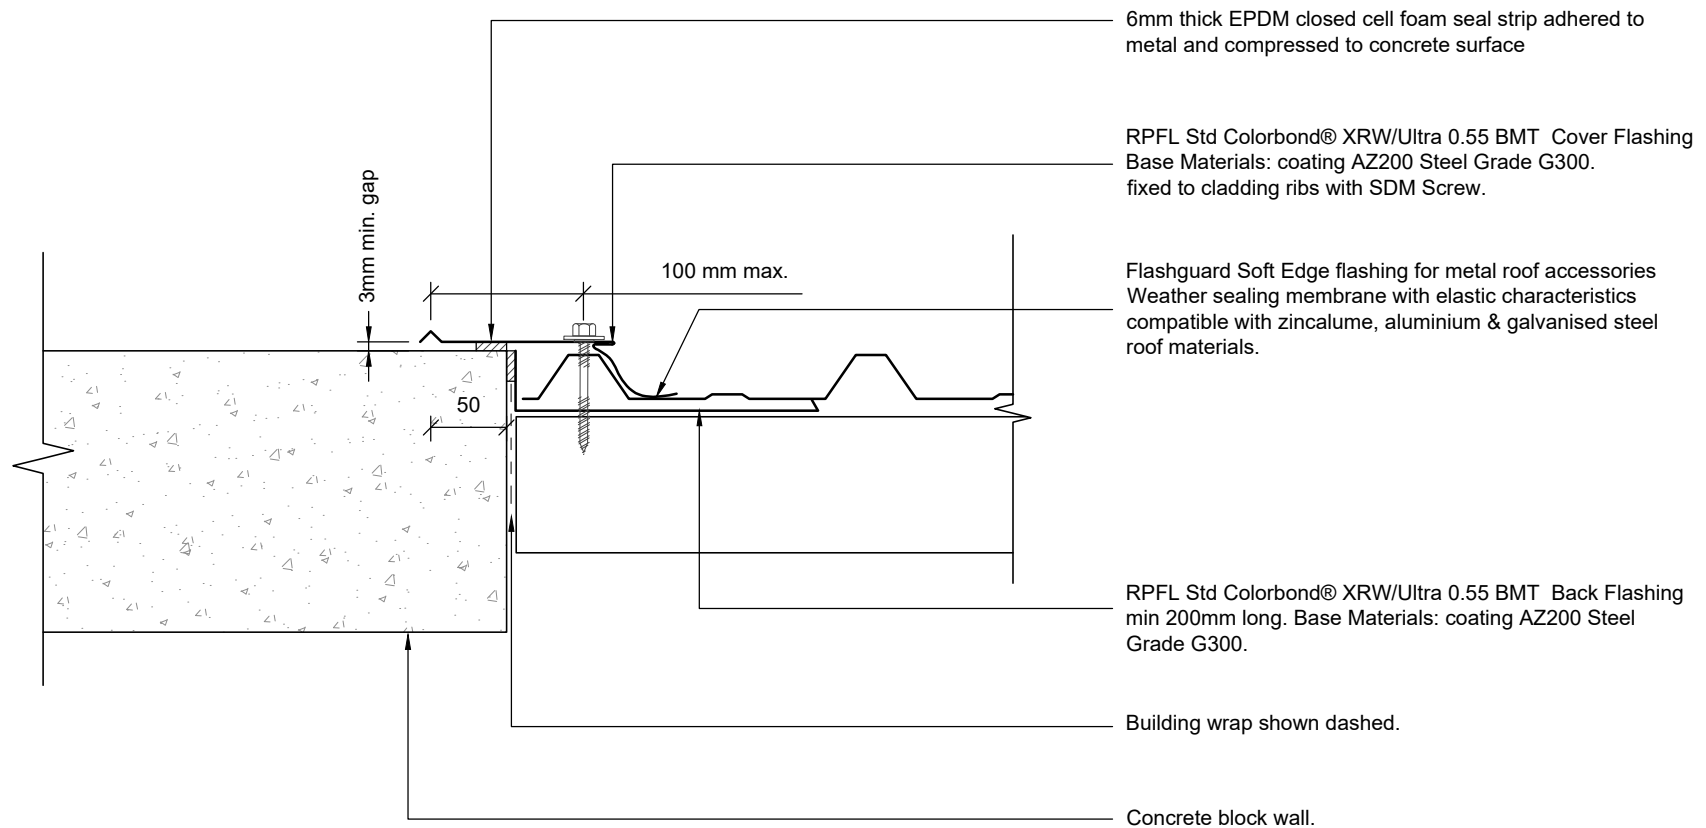 6mm thick EPDM closed cell foam seal strip adhered to
metal and compressed to concrete surface
RPFL Std Colorbond® XRW/Ultra 0.55 BMT  Cover Flashing
Base Materials: coating AZ200 Steel Grade G300.
fixed to cladding ribs with SDM Screw.
3mm min. gap
100 mm max.
Flashguard Soft Edge flashing for metal roof accessories
Weather sealing membrane with elastic characteristics
compatible with zincalume, aluminium & galvanised steel
roof materials.
50
RPFL Std Colorbond® XRW/Ultra 0.55 BMT  Back Flashing
min 200mm long. Base Materials: coating AZ200 Steel
Grade G300.
Building wrap shown dashed.
Concrete block wall.